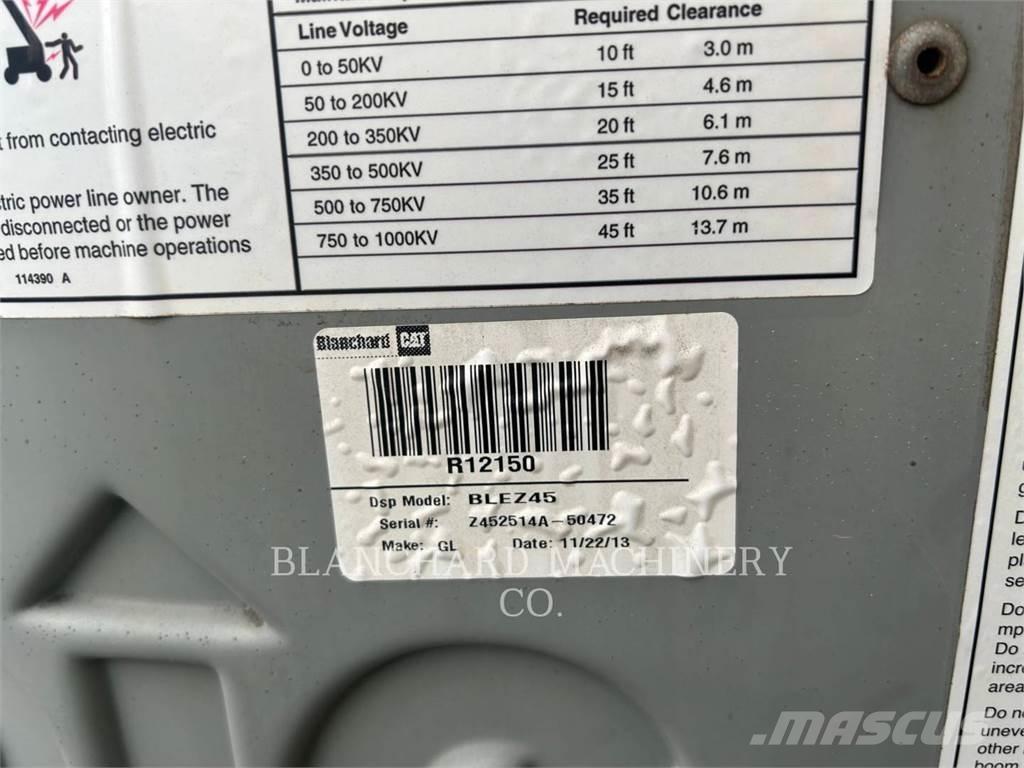 Line Voltage Required Clearance
0 to 50KV 10 ft 3.0 m
50 to 200KV 15 ft 4.6 m
200 to 350KV 20 ft 6.1 m
350 to 500KV 25 ft 7.6 m
500 to 750KV 35 ft 10.6 m
750 to 1000KV 45 ft 13.7 m
from contacting electric
power line owner. The
disconnected or the power
before machine operations
114390 A
Blanchard CAT
R12150
Dsp Model: BLEZ45
Serial #: Z452514A-50472
Make: GL Date: 11/22/13
BLANCHARD MACHINERY
CO.
Do
Do
area
Do
other
boom
MASCUS